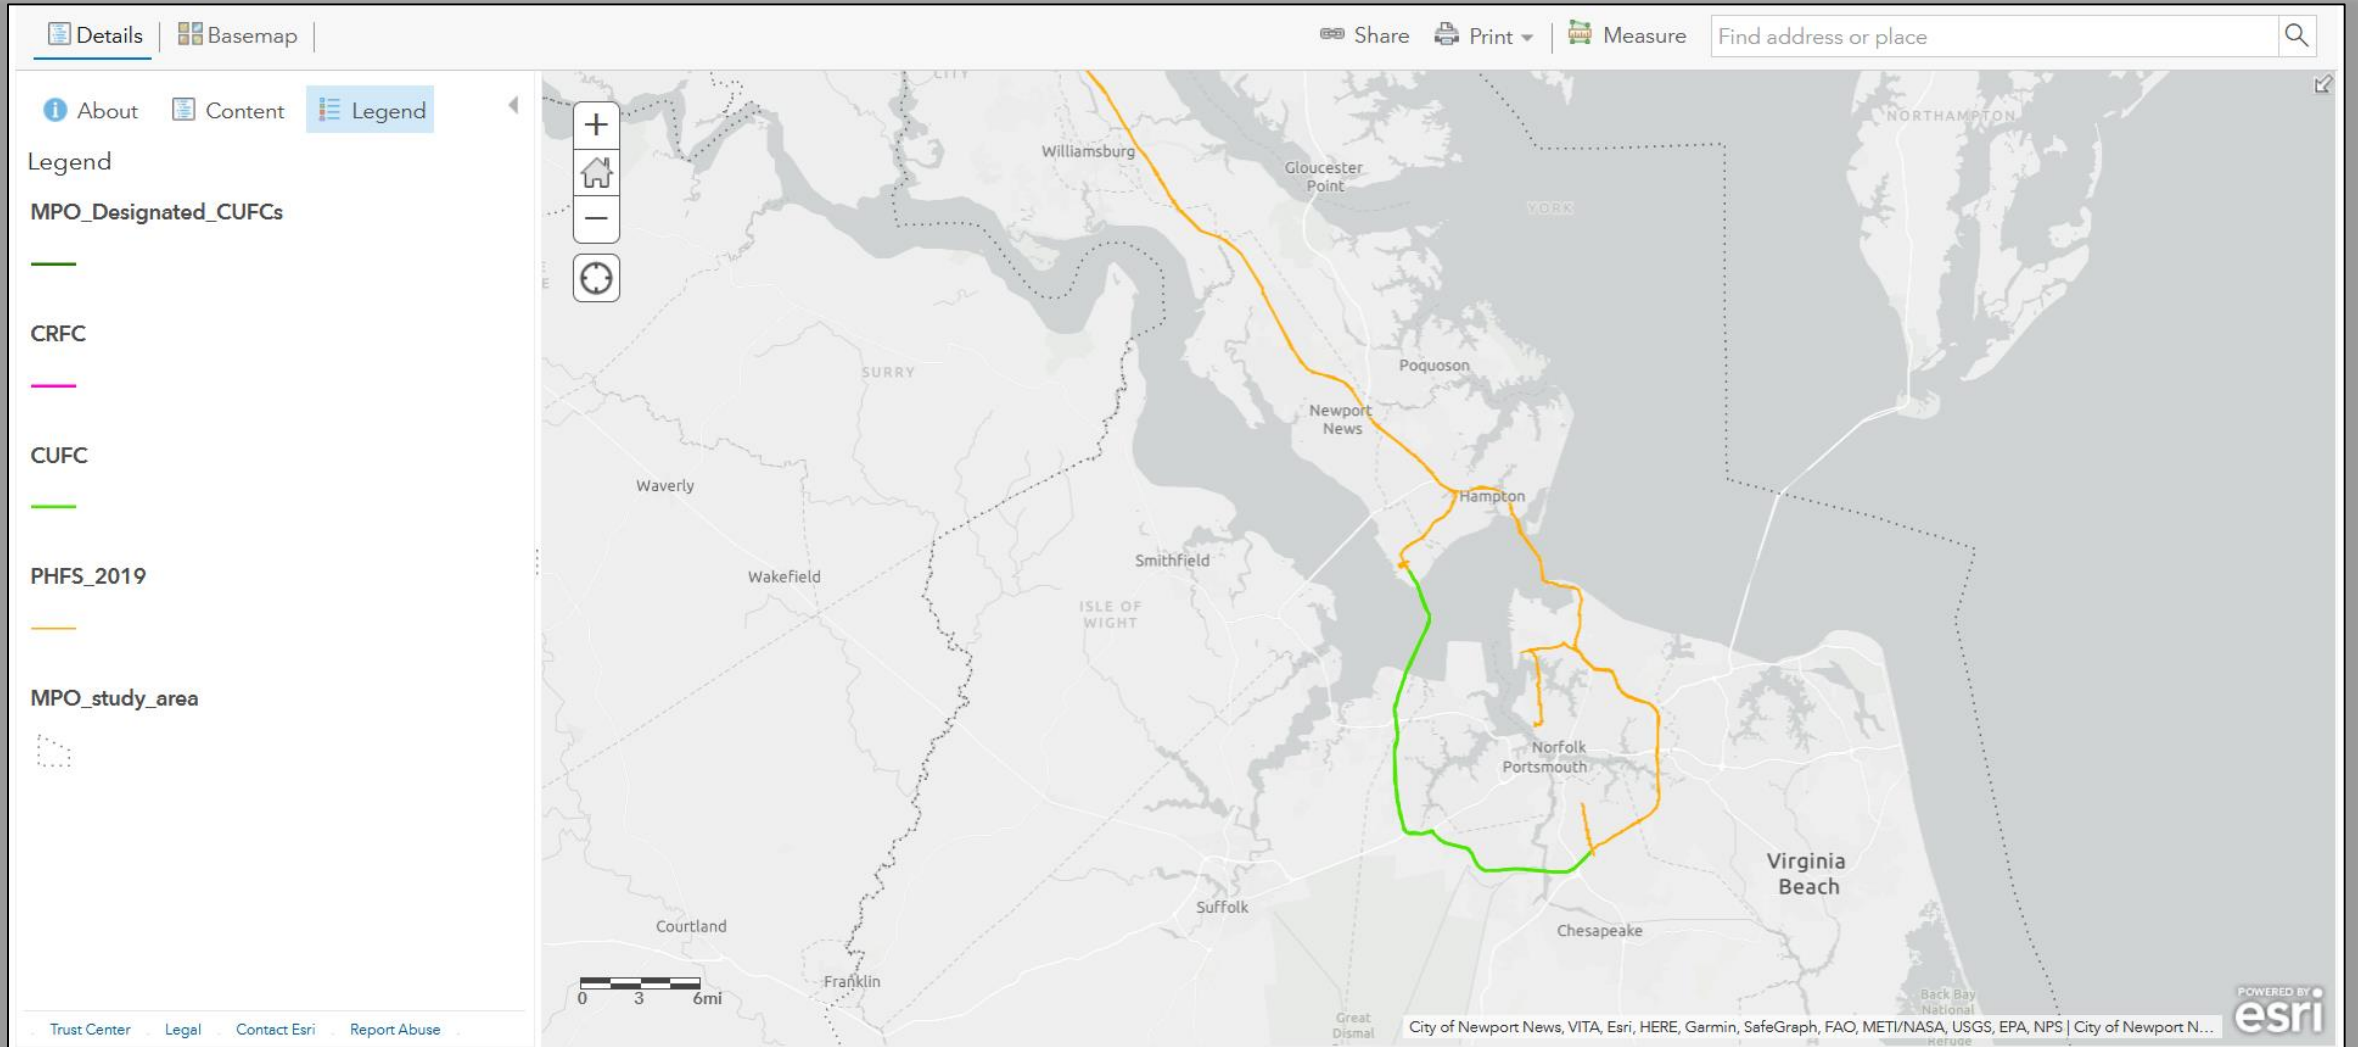 Details
Basemap
Share
Print
Measure
Find address or place
About
Content
Legend
Legend
MPO_Designated_CUFCs
CRFC
CUFC
PHFS_2019
MPO_study_area
Trust Center
Legal
Contact Esri
Report Abuse
CITY
NORTHAMPTON
Williamsburg
Gloucester
Point
YORK
E
SURRY
Poquoson
Newport
News
Waverly
Hampton
Smithfield
Wakefield
ISLE OF
WIGHT
Norfolk
Portsmouth
Virginia
Beach
Suffolk
Courtland
Chesapeake
Franklin
0 3 6mi
Great
Dismal
Back Bay
National
Refuge
City of Newport News, VITA, Esri, HERE, Garmin, SafeGraph, FAO, METI/NASA, USGS, EPA, NPS | City of Newport N...
POWERED BY
esri